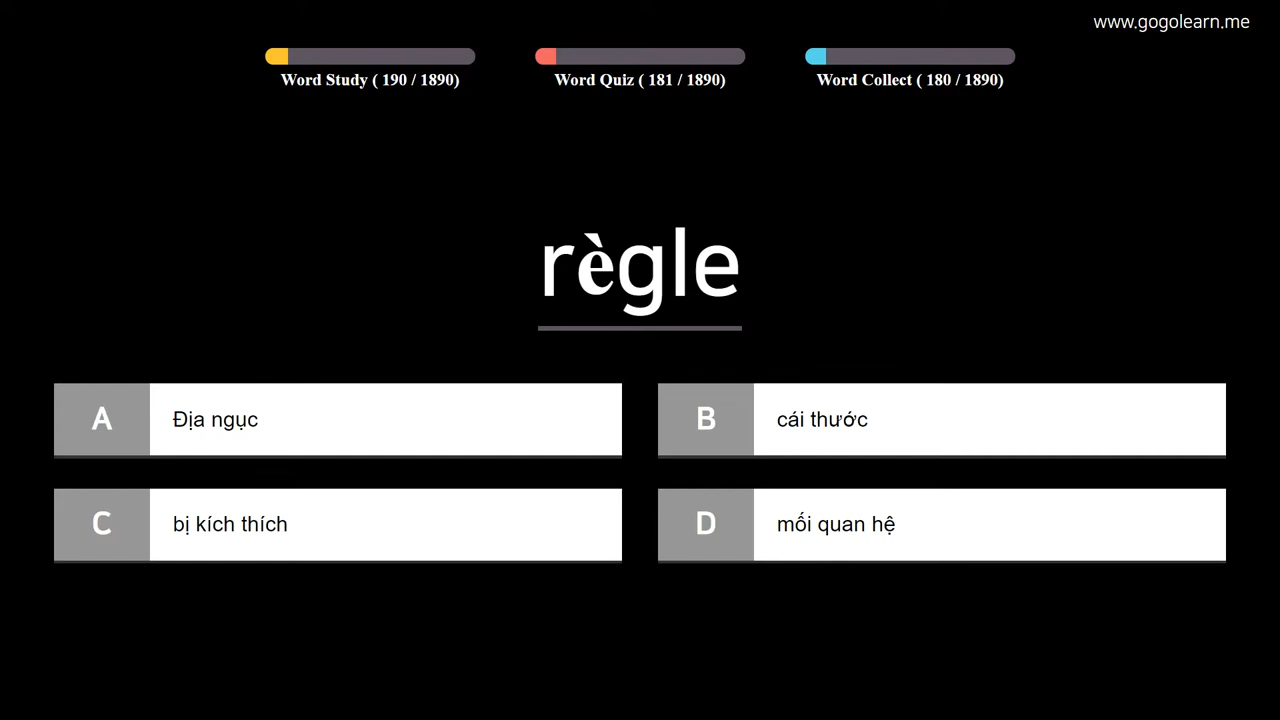 www.gogolearn.me
Word Study ( 190 / 1890)
Word Quiz ( 181 / 1890)
Word Collect ( 180 / 1890)
règle
A
Địa ngục
B
cái thước
C
bị kích thích
D
mối quan hệ